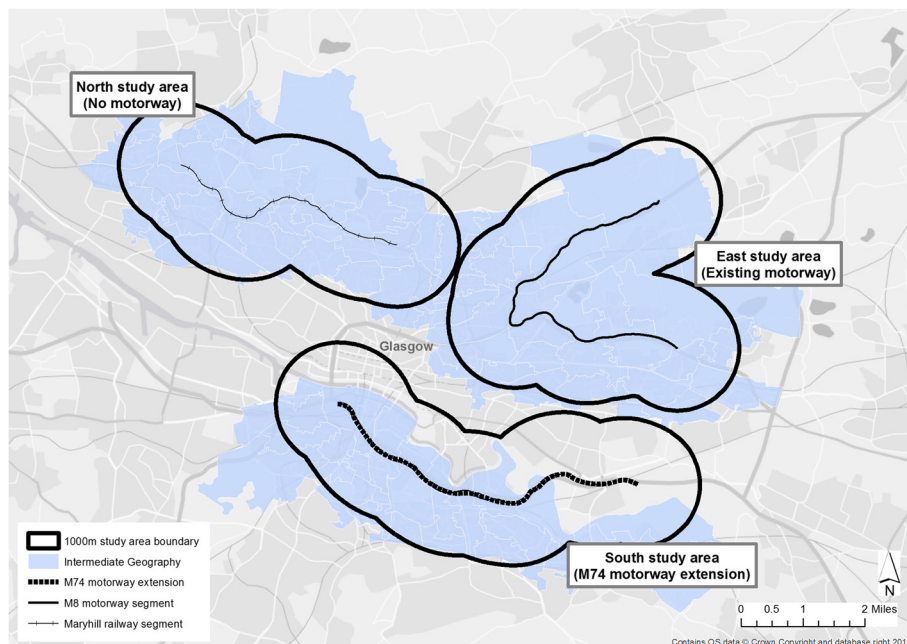 North study area
(No motorway)
East study area
(Existing motorway)
Glasgow
South study area
(M74 motorway extension)
1000m study area boundary
Intermediate Geography
M74 motorway extension
M8 motorway segment
Maryhill railway segment
N
0 0.5 1 2 Miles
Contains OS data © Crown Copyright and database right 201